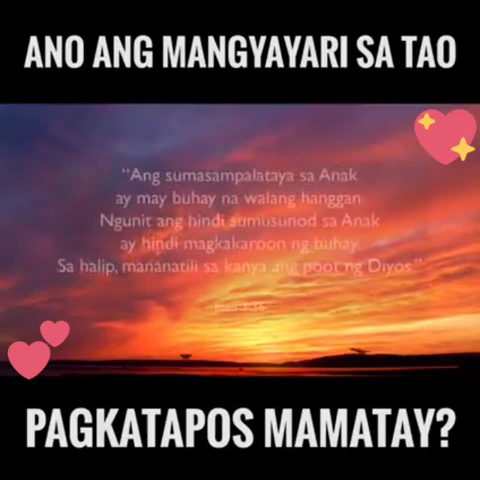 ANO ANG MANGYAYARI SA TAO
"Ang sumasampalataya sa Anak
ay may buhay na walang hanggan
Ngunit ang hindi sumusunod sa Anak
ay hindi magkakaroon ng buhay.
Sa halip, mananatili sa kanya ang poot ng Diyos."
PAGKATAPOS MAMATAY?